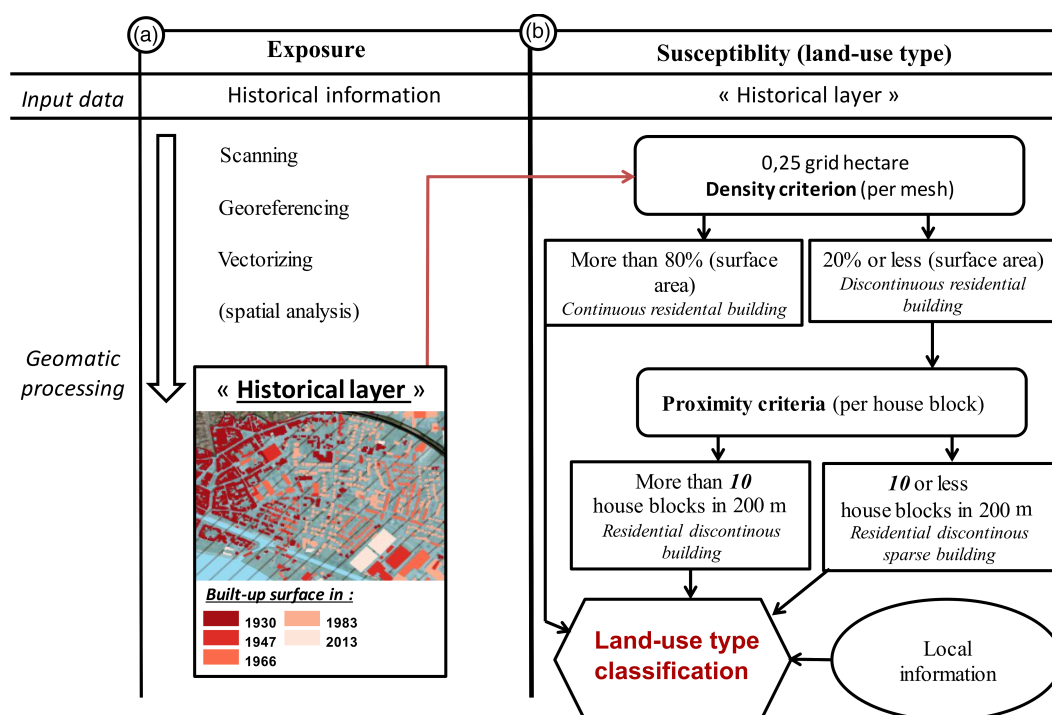 (a)
Exposure
(b)
Susceptiblity (land-use type)
Input data
Historical information
« Historical layer »
Geomatic
processing
Scanning
Georeferencing
Vectorizing
(spatial analysis)
« Historical layer »
Built-up surface in :
1930
1947
1966
1983
2013
0,25 grid hectare
Density criterion (per mesh)
More than 80% (surface
area)
Continuous residental building
20% or less (surface area)
Discontinuous residential
building
Proximity criteria (per house block)
More than 10
house blocks in 200 m
Residential discontinous
building
10 or less
house blocks in 200 m
Residential discontinous
sparse building
Land-use type
classification
Local
information